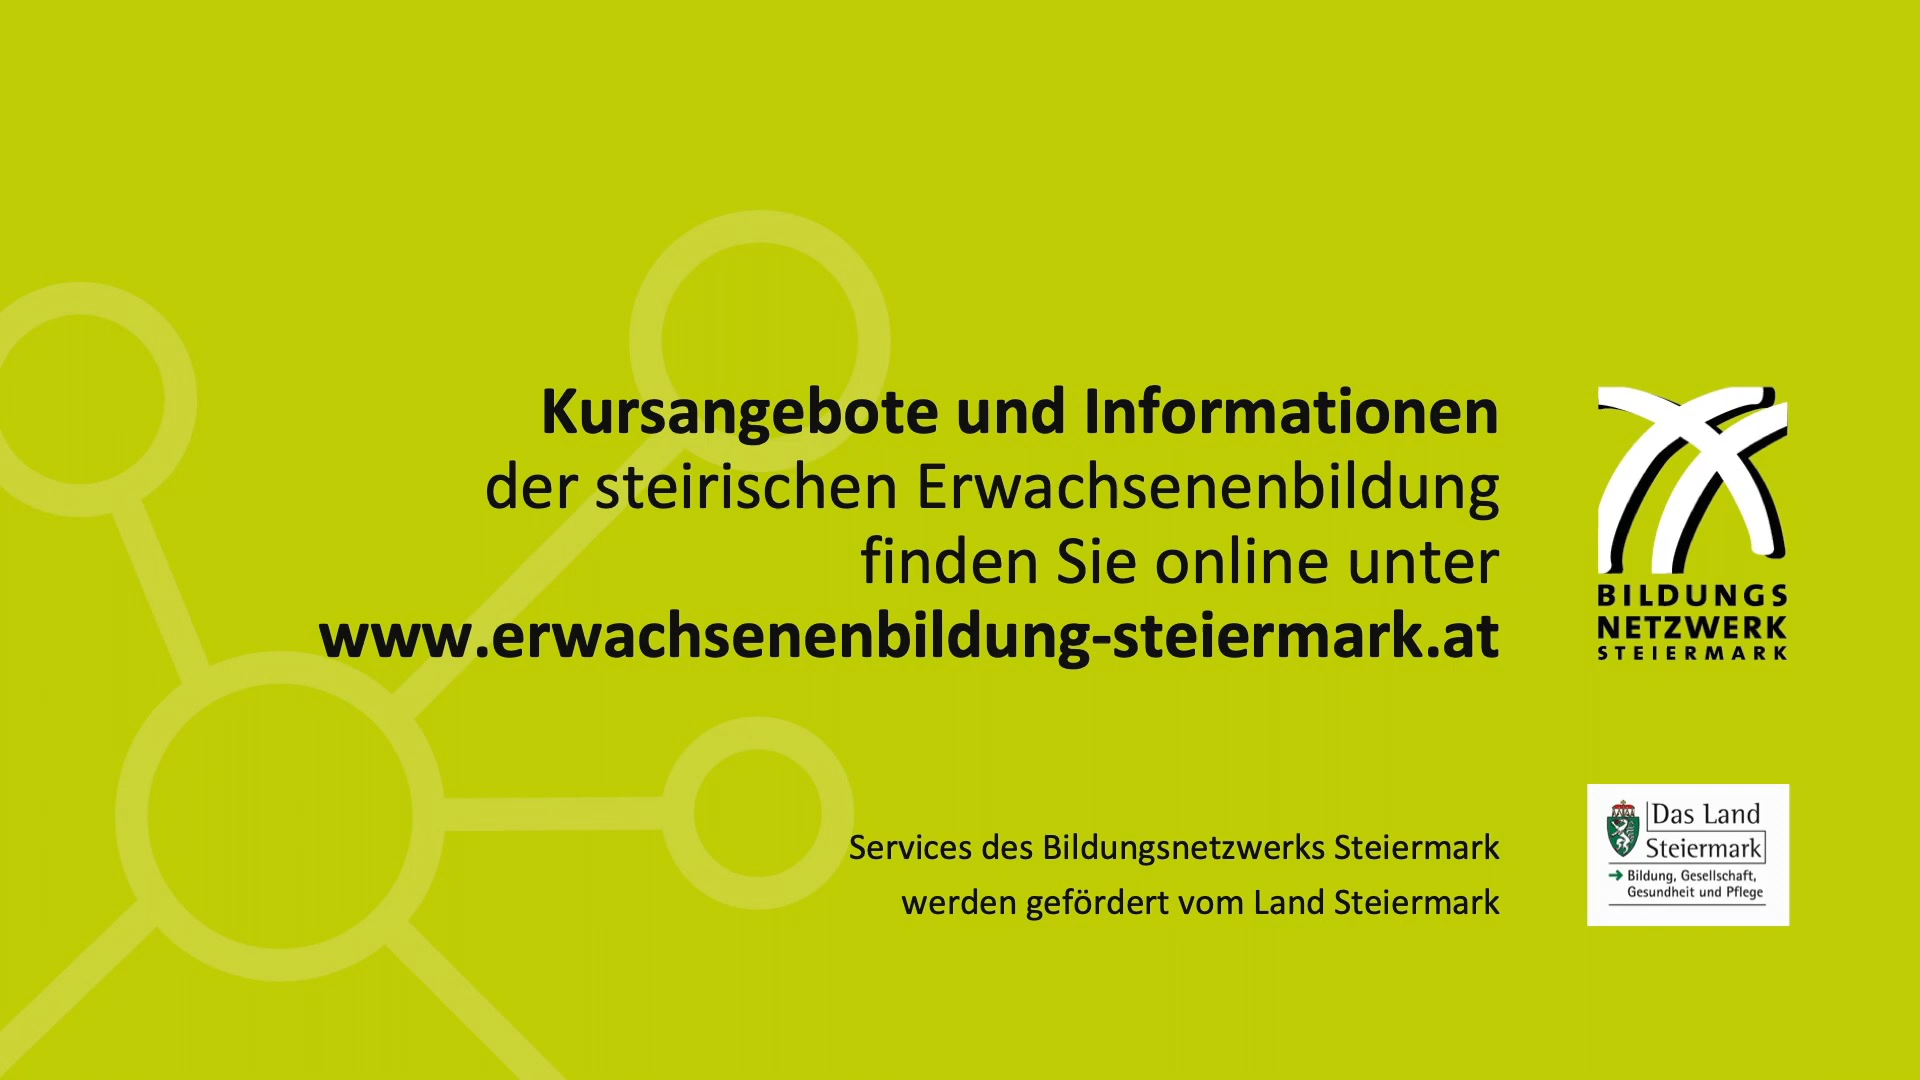 Kursangebote und Informationen
der steirischen Erwachsenenbildung
finden Sie online unter
www.erwachsenenbildung-steiermark.at
BILDUNGS
NETZWERK
STEIERMARK
Services des Bildungsnetzwerks Steiermark
werden gefördert vom Land Steiermark
Das Land
Steiermark
→ Bildung, Gesellschaft,
Gesundheit und Pflege